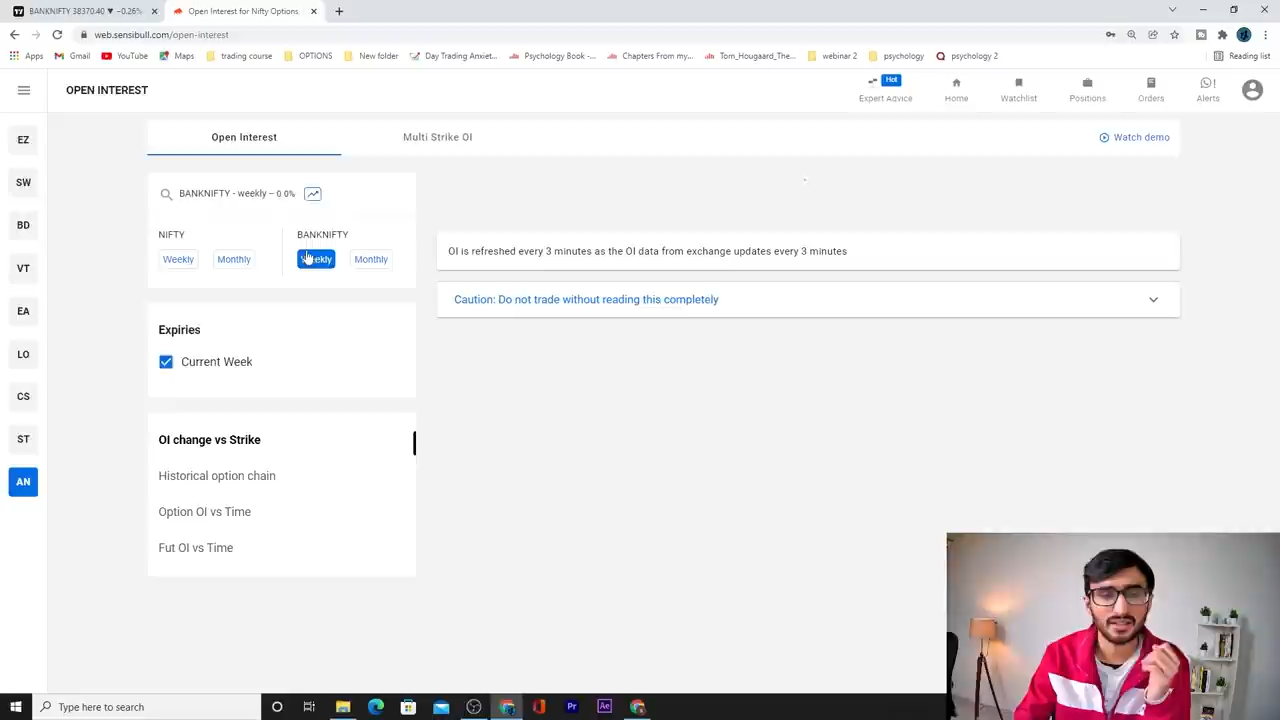 BANKNIFTY 38370.40 ▼ −0.26%
Open Interest for Nifty Options,
web.sensibull.com/open-interest
Apps Gmail YouTube Maps trading course OPTIONS New folder Day Trading Anxiet... Psychology Book -... Chapters From my... Tom_Hougaard_The... webinar 2 psychology psychology 2 Reading list
OPEN INTEREST
Hot
Expert Advice Home Watchlist Positions Orders Alerts
Open Interest Multi Strike OI Watch demo
BANKNIFTY - weekly -- 0.0%
NIFTY BANKNIFTY
Weekly Monthly Weekly Monthly
OI is refreshed every 3 minutes as the OI data from exchange updates every 3 minutes
Caution: Do not trade without reading this completely
Expiries
Current Week
OI change vs Strike
Historical option chain
Option OI vs Time
Fut OI vs Time
EZ
SW
BD
VT
EA
LO
CS
ST
AN
Type here to search
Pr
Ae